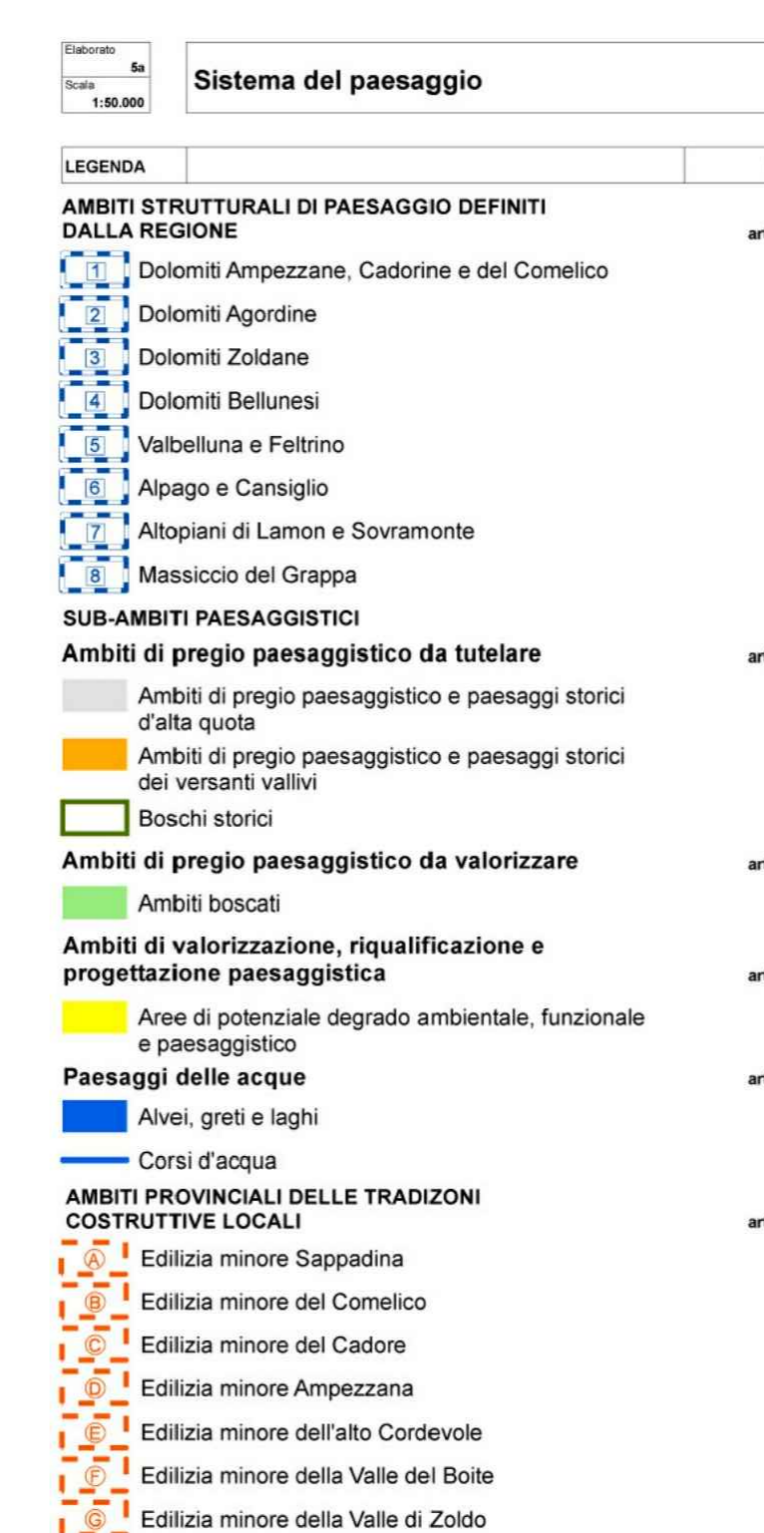 Elaborato
5a
Scala
1:50.000
Sistema del paesaggio
LEGENDA
AMBITI STRUTTURALI DI PAESAGGIO DEFINITI
DALLA REGIONE
1 Dolomiti Ampezzane, Cadorine e del Comelico
2 Dolomiti Agordine
3 Dolomiti Zoldane
4 Dolomiti Bellunesi
5 Valbelluna e Feltrino
6 Alpago e Cansiglio
7 Altopiani di Lamon e Sovramonte
8 Massiccio del Grappa
SUB-AMBITI PAESAGGISTICI
Ambiti di pregio paesaggistico da tutelare
Ambiti di pregio paesaggistico e paesaggi storici
d'alta quota
Ambiti di pregio paesaggistico e paesaggi storici
dei versanti vallivi
Boschi storici
Ambiti di pregio paesaggistico da valorizzare
Ambiti boscati
Ambiti di valorizzazione, riqualificazione e
progettazione paesaggistica
Aree di potenziale degrado ambientale, funzionale
e paesaggistico
Paesaggi delle acque
Alvei, greti e laghi
Corsi d'acqua
AMBITI PROVINCIALI DELLE TRADIZONI
COSTRUTTIVE LOCALI
A Edilizia minore Sappadina
B Edilizia minore del Comelico
C Edilizia minore del Cadore
D Edilizia minore Ampezzana
E Edilizia minore dell'alto Cordevole
F Edilizia minore della Valle del Boite
G Edilizia minore della Valle di Zoldo